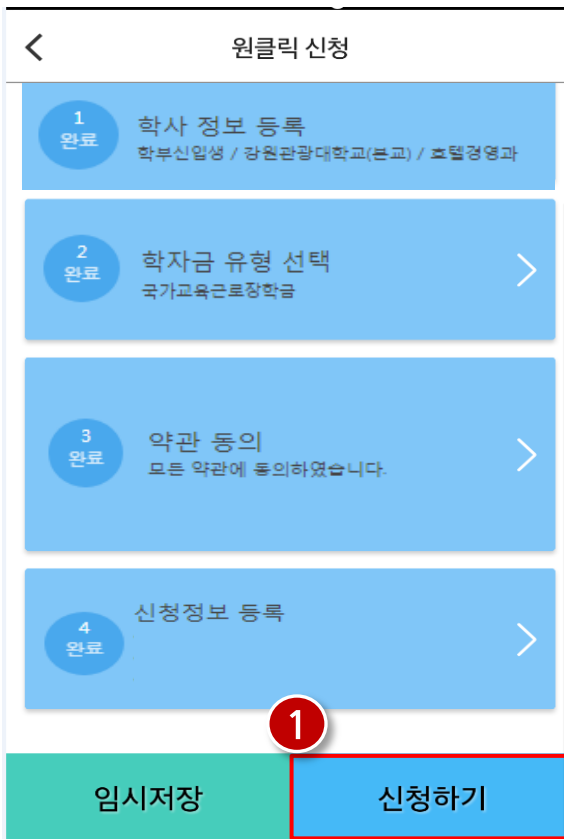 원클릭 신청
1
완료
학사 정보 등록
학부신입생 / 강원관광대학교(본교) / 호텔경영과
2
완료
학자금 유형 선택
국가교육근로장학금
3
완료
약관 동의
모든 약관에 동의하였습니다.
4
완료
신청정보 등록
1
임시저장
신청하기